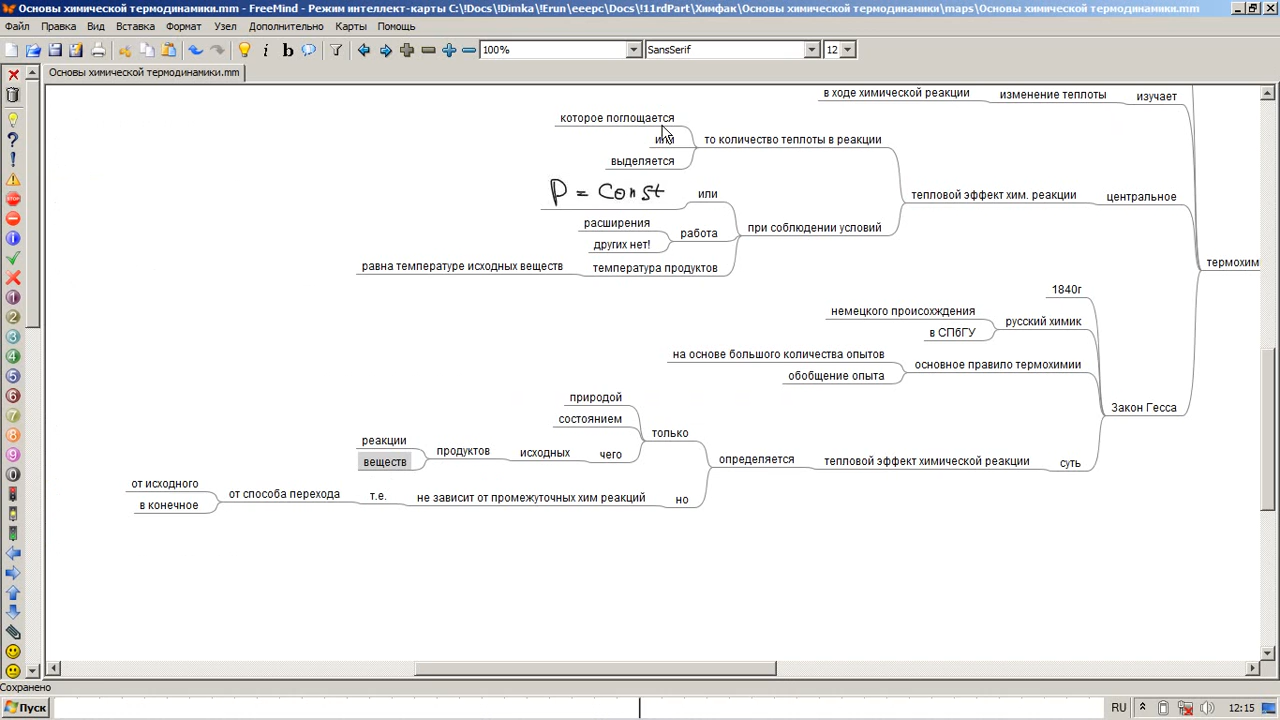 Основы химической термодинамики.mm - FreeMind - Режим интеллект-карты C:\!Docs\!Dimka\!Erun\eeepc\Docs\!11rdPart\Химфак\Основы химической термодинамики\maps\Основы химической термодинамики.mm
Файл Правка Вид Вставка Формат Узел Дополнительно Карты Помощь
100% SansSerif 12
Основы химической термодинамики.mm
в ходе химической реакции изменение теплоты изучает
которое поглощается
или то количество теплоты в реакции
выделяется
P = Const или тепловой эффект хим. реакции центральное
расширения
работа при соблюдении условий
других нет!
равна температуре исходных веществ температура продуктов
термохим
1840г
немецкого происохждения
русский химик
в СПбГУ
на основе большого количества опытов
основное правило термохимии
обобщение опыта
природой
Закон Гесса
состоянием
только
реакции
продуктов исходных чего
веществ
определяется тепловой эффект химической реакции суть
от исходного
от способа перехода т.е. не зависит от промежуточных хим реакций но
в конечное
Сохранено
Пуск RU 12:15